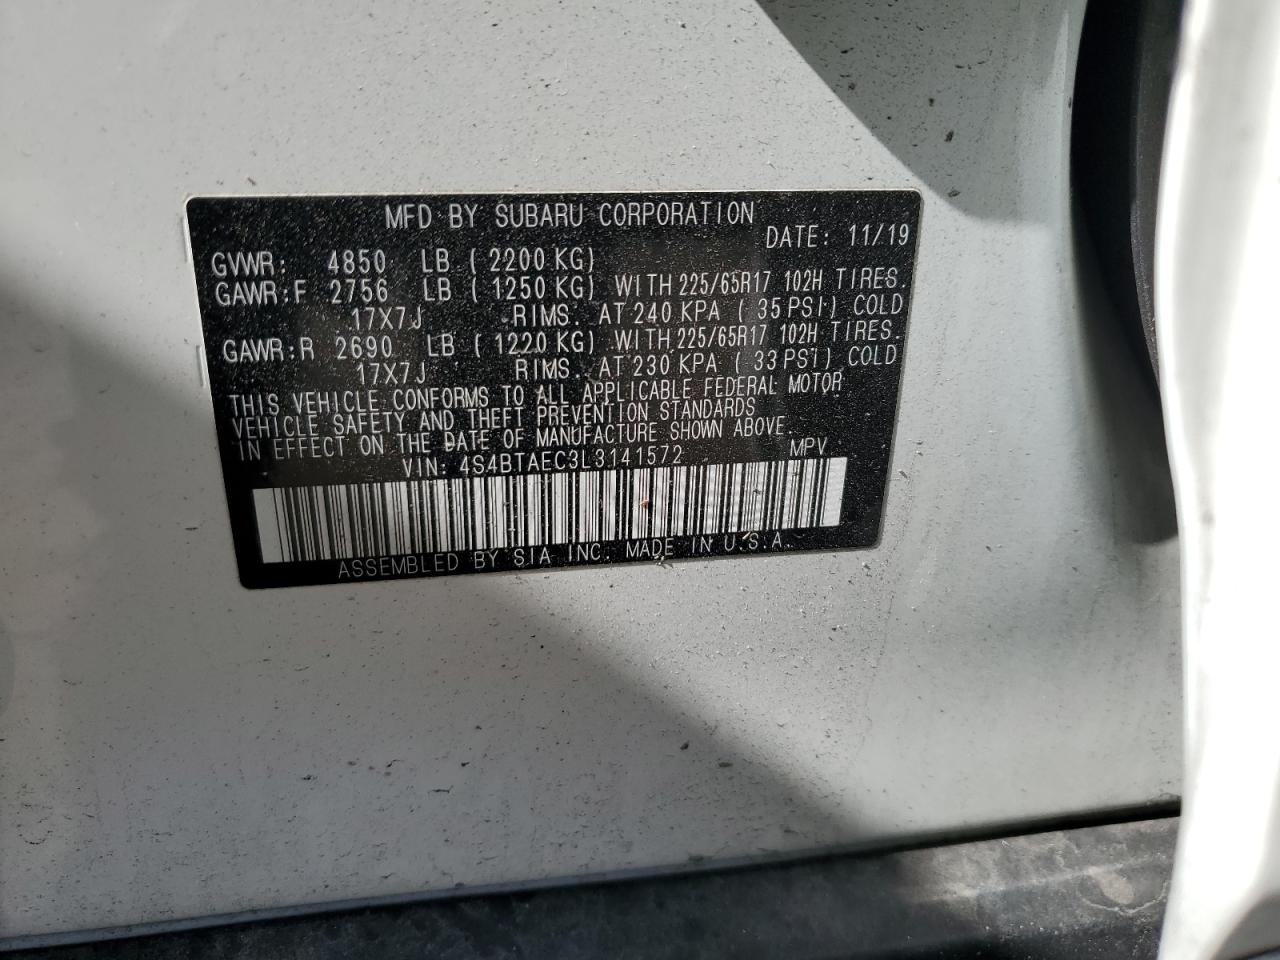 MFD BY SUBARU CORPORATION
DATE: 11/19
GVWR: 4850 LB ( 2200 KG)
GAWR:F 2756 LB ( 1250 KG) WITH 225/65R17 102H TIRES.
17X7J RIMS. AT 240 KPA ( 35 PSI) COLD
GAWR:R 2690 LB ( 1220 KG) WITH 225/65R17 102H TIRES.
17X7J RIMS. AT 230 KPA ( 33 PSI) COLD
THIS VEHICLE CONFORMS TO ALL APPLICABLE FEDERAL MOTOR
VEHICLE SAFETY AND THEFT PREVENTION STANDARDS
IN EFFECT ON THE DATE OF MANUFACTURE SHOWN ABOVE.
VIN: 4S4BTAEC3L3141572 MPV
ASSEMBLED BY SIA INC. MADE IN U.S.A.